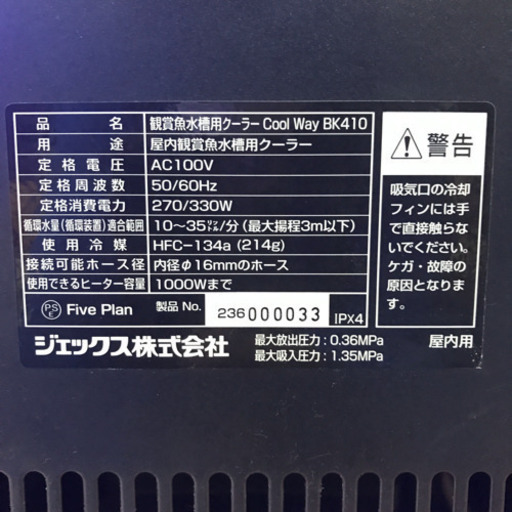 品名 観賞魚水槽用クーラー Cool Way BK410
用途 屋内観賞魚水槽用クーラー
定格電圧 AC100V
定格周波数 50/60Hz
定格消費電力 270/330W
循環水量(循環装置)適合範囲 10〜35㍑/分(最大揚程3m以下)
使用冷媒 HFC-134a (214g)
接続可能ホース径 内径φ16mmのホース
使用できるヒーター容量 1000Wまで
PSE Five Plan 製品 No. 236000033 IPX4
ジェックス株式会社 最大放出圧力:0.36MPa
最大吸入圧力:1.35MPa
警告
吸気口の冷却
フィンには手
で直接触らな
いでください。
ケガ・故障の
原因となりま
す。
屋内用